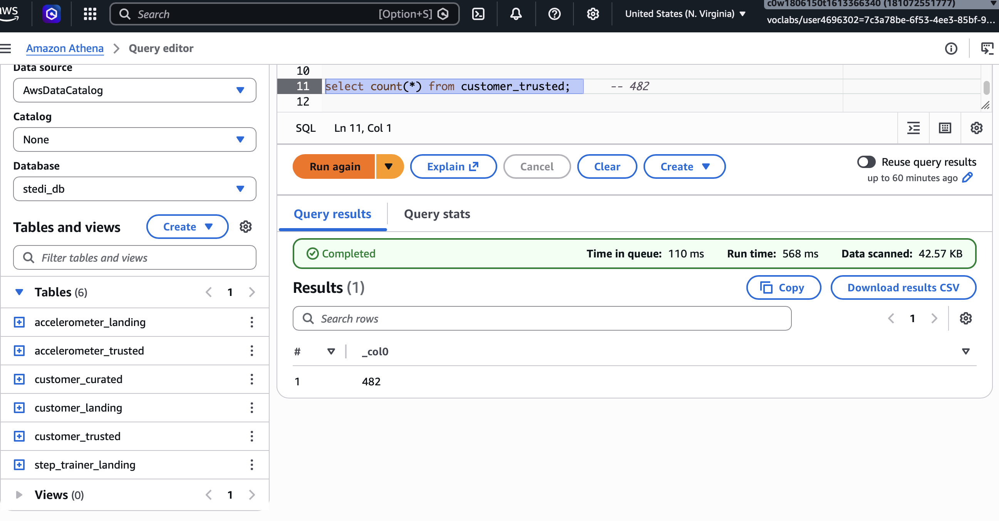 aws
Search
[Option+S]
United States (N. Virginia)
c0w1806150t1613366340 (181072551777)
voclabs/user4696302=7c3a78be-6f53-4ee3-85bf-9...
Amazon Athena
Query editor
Data source
AwsDataCatalog
Catalog
None
Database
stedi_db
Tables and views
Create
Filter tables and views
Tables (6)
1
accelerometer_landing
accelerometer_trusted
customer_curated
customer_landing
customer_trusted
step_trainer_landing
Views (0)
1
10
11 select count(*) from customer_trusted; -- 482
12
SQL Ln 11, Col 1
Run again
Explain
Cancel
Clear
Create
Reuse query results
up to 60 minutes ago
Query results
Query stats
Completed
Time in queue: 110 ms
Run time: 568 ms
Data scanned: 42.57 KB
Results (1)
Copy
Download results CSV
Search rows
1
# _col0
1 482